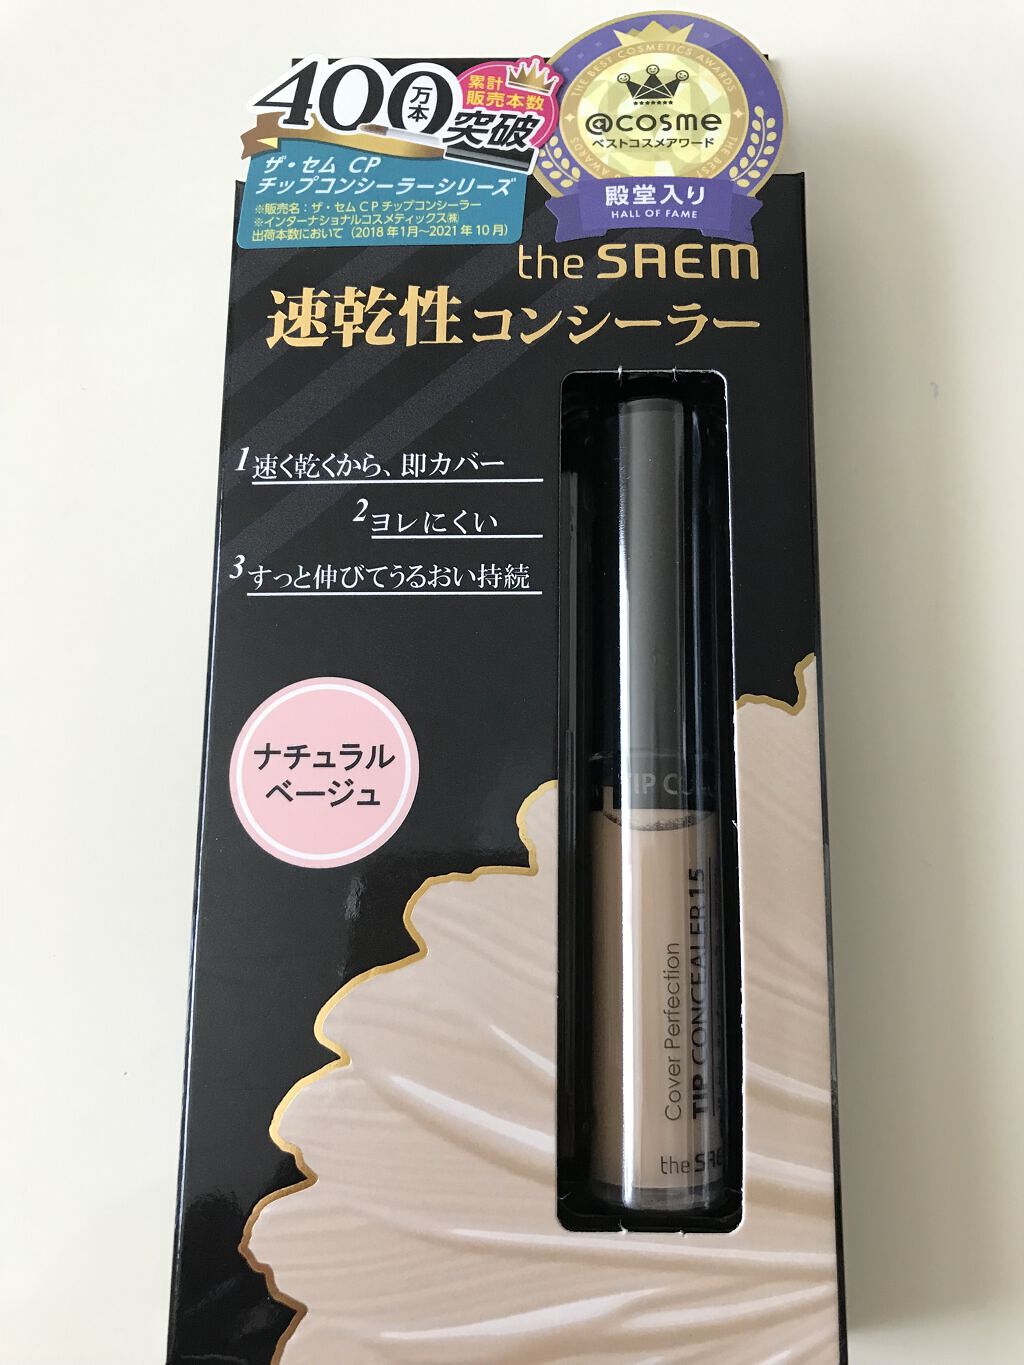 400万本突破
累計
販売本数
ザ・セム CP
チップコンシーラーシリーズ
※販売名：ザ・セムCPチップコンシーラー
※インターナショナルコスメティックス㈱
出荷本数において（2018年1月〜2021年10月）
THE BEST COSMETICS AWARDS
@cosme
ベストコスメアワード
殿堂入り
HALL OF FAME
the SAEM
速乾性コンシーラー
1 速く乾くから、即カバー
2 ヨレにくい
3 すっと伸びてうるおい持続
ナチュラル
ベージュ
TIP
Cover Perfection
TIP CONCEALER 15
the SAE